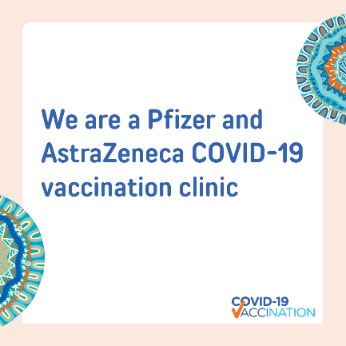 We are a Pfizer and
AstraZeneca COVID-19
vaccination clinic
COVID-19
VACCINATION